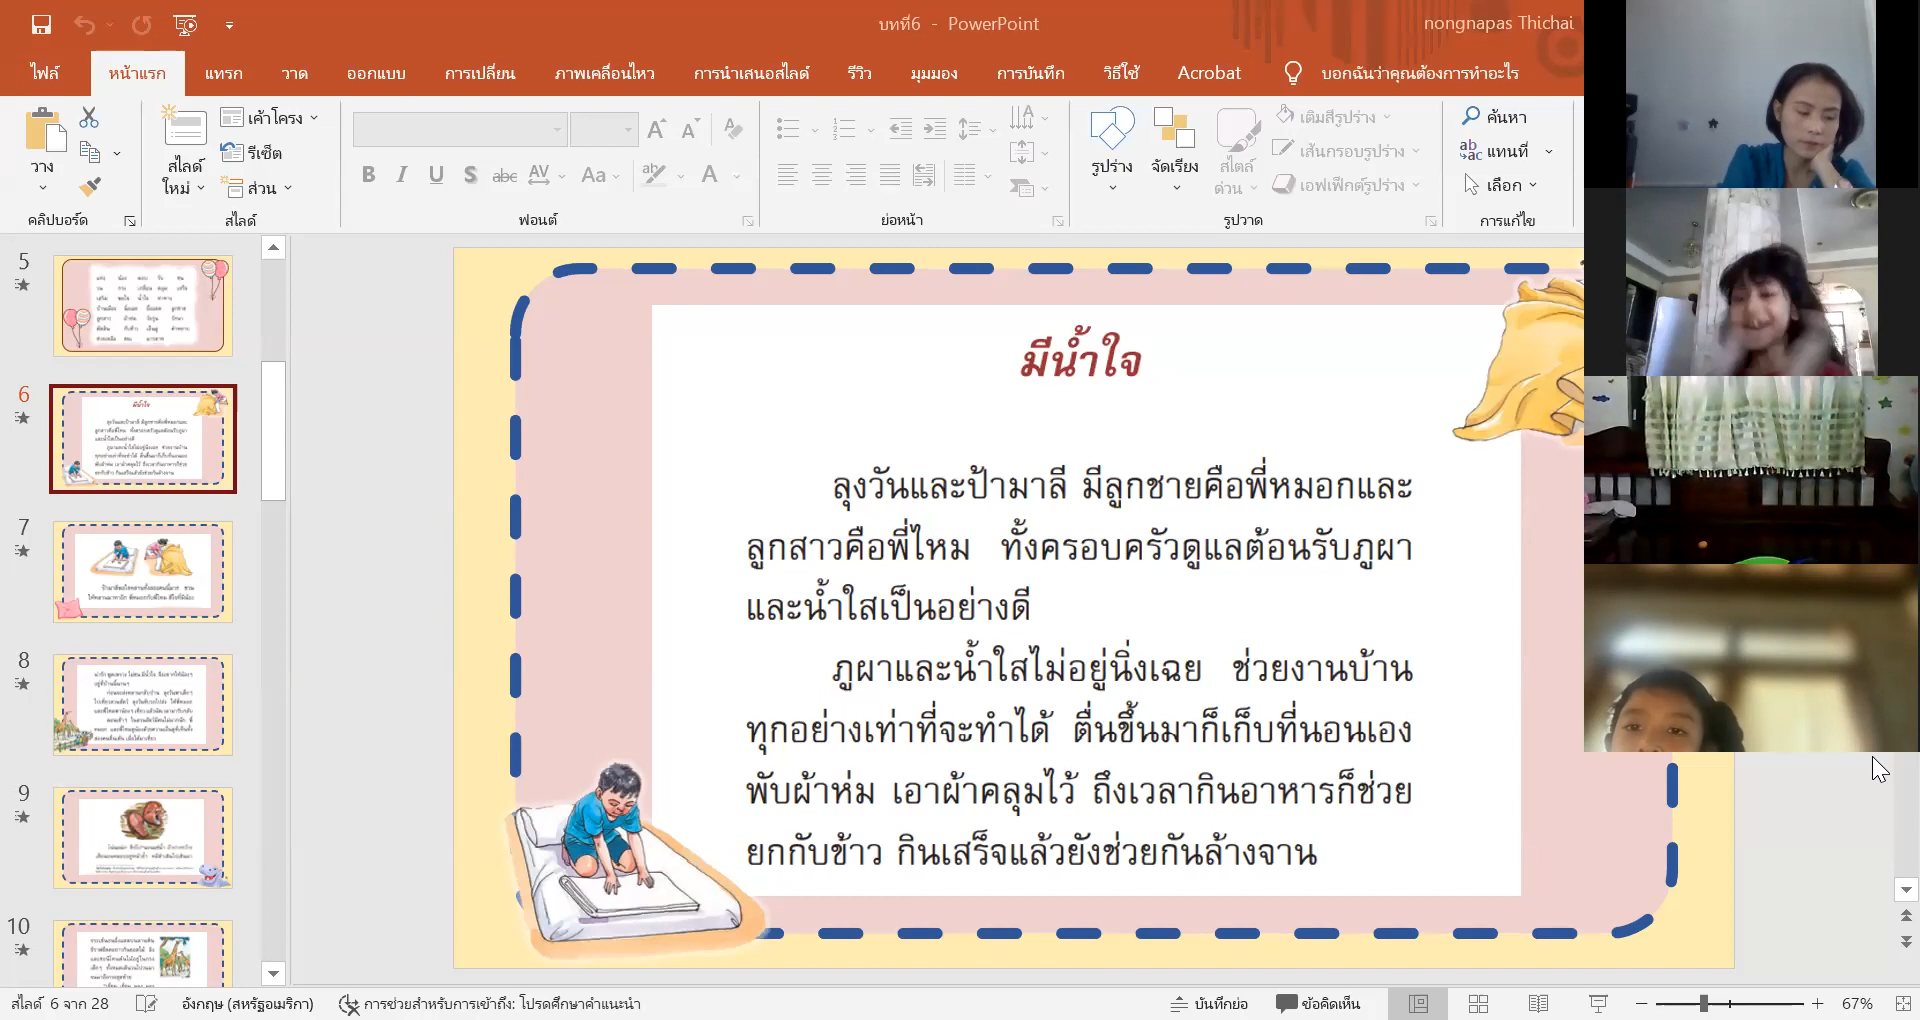 บทที่6 - PowerPoint
nongnapas Thichai
ไฟล์ หน้าแรก แทรก วาด ออกแบบ การเปลี่ยน ภาพเคลื่อนไหว การนำเสนอสไลด์ รีวิว มุมมอง การบันทึก วิธีใช้ Acrobat บอกฉันว่าคุณต้องการทำอะไร
วาง
คลิปบอร์ด
สไลด์
ใหม่
เค้าโครง
รีเซ็ต
ส่วน
สไลด์
ฟอนต์
ย่อหน้า
รูปร่าง
จัดเรียง
สไตล์
ด่วน
เติมสีรูปร่าง
เส้นกรอบรูปร่าง
เอฟเฟ็กต์รูปร่าง
รูปวาด
ค้นหา
แทนที่
เลือก
การแก้ไข
5
6
7
8
9
10
มีน้ำใจ
ลุงวันและป้ามาลี มีลูกชายคือพี่หมอกและ
ลูกสาวคือพี่ไหม ทั้งครอบครัวดูแลต้อนรับภูผา
และน้ำใสเป็นอย่างดี
ภูผาและน้ำใสไม่อยู่นิ่งเฉย ช่วยงานบ้าน
ทุกอย่างเท่าที่จะทำได้ ตื่นขึ้นมาก็เก็บที่นอนเอง
พับผ้าห่ม เอาผ้าคลุมไว้ ถึงเวลากินอาหารก็ช่วย
ยกกับข้าว กินเสร็จแล้วยังช่วยกันล้างจาน
สไลด์ 6 จาก 28 อังกฤษ (สหรัฐอเมริกา) การช่วยสำหรับการเข้าถึง: โปรดศึกษาคำแนะนำ บันทึกย่อ ข้อคิดเห็น 67%